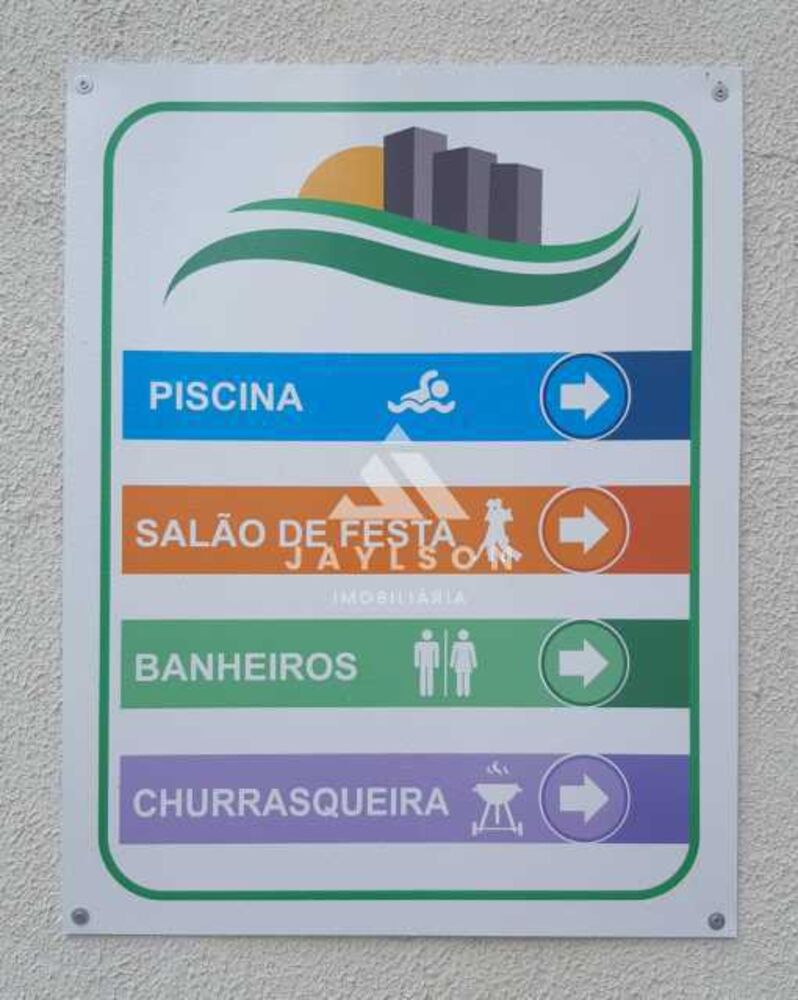 PISCINA
SALÃO DE FESTA
JAYLSON
IMOBILIÁRIA
BANHEIROS
CHURRASQUEIRA